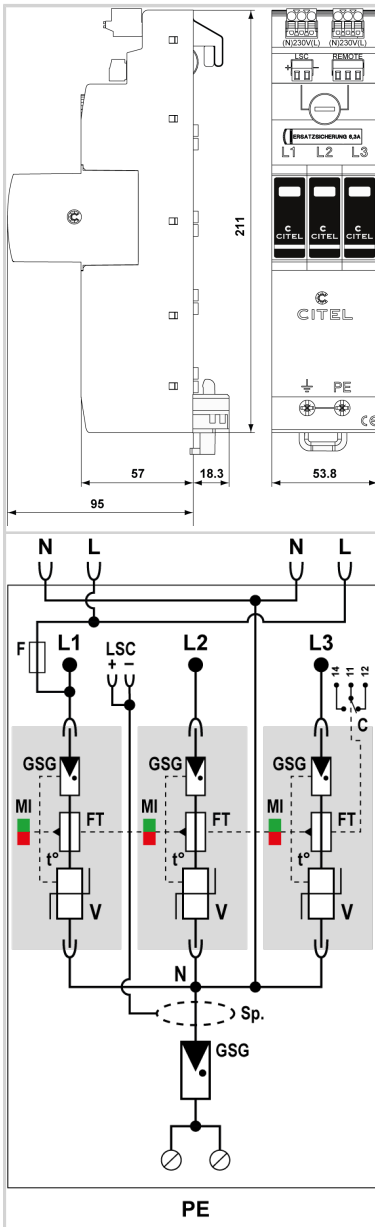 (N)230V(L) (N)230V(L)
LSC REMOTE
+ -
ERSATZSICHERUNG 6,3A
L1 L2 L3
C C C
CITEL CITEL CITEL
C
C
CITEL
211
PE
CE
57 18.3 53.8
95
N L N L
F L1 LSC L2 L3
+ -
14 11 12
C
GSG GSG GSG
MI FT MI FT MI FT
t° t° t°
V V V
N
Sp.
GSG
PE